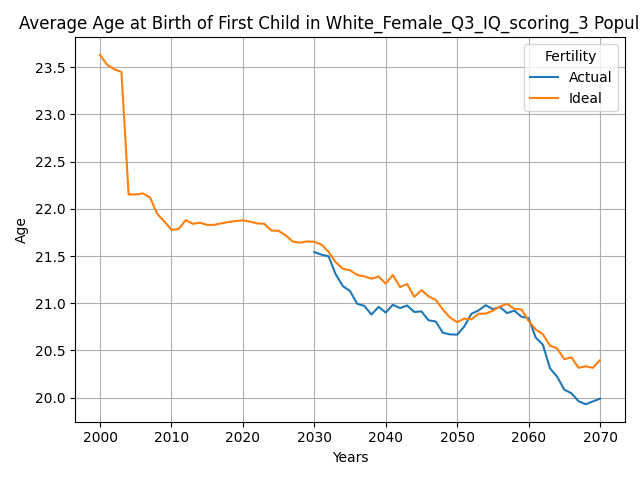 Average Age at Birth of First Child in White_Female_Q3_IQ_scoring_3 Popul
Fertility
Actual
Ideal
23.5
23.0
22.5
22.0
21.5
21.0
20.5
20.0
Age
2000 2010 2020 2030 2040 2050 2060 2070
Years